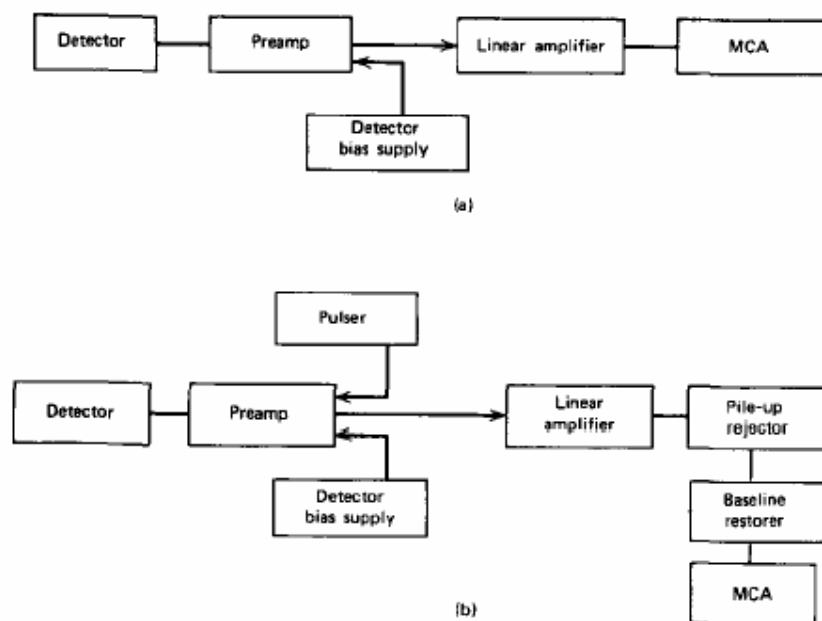 Detector
Preamp
Linear amplifier
MCA
Detector
bias supply
(a)
Pulser
Detector
Preamp
Linear
amplifier
Pile-up
rejector
Detector
bias supply
Baseline
restorer
MCA
(b)